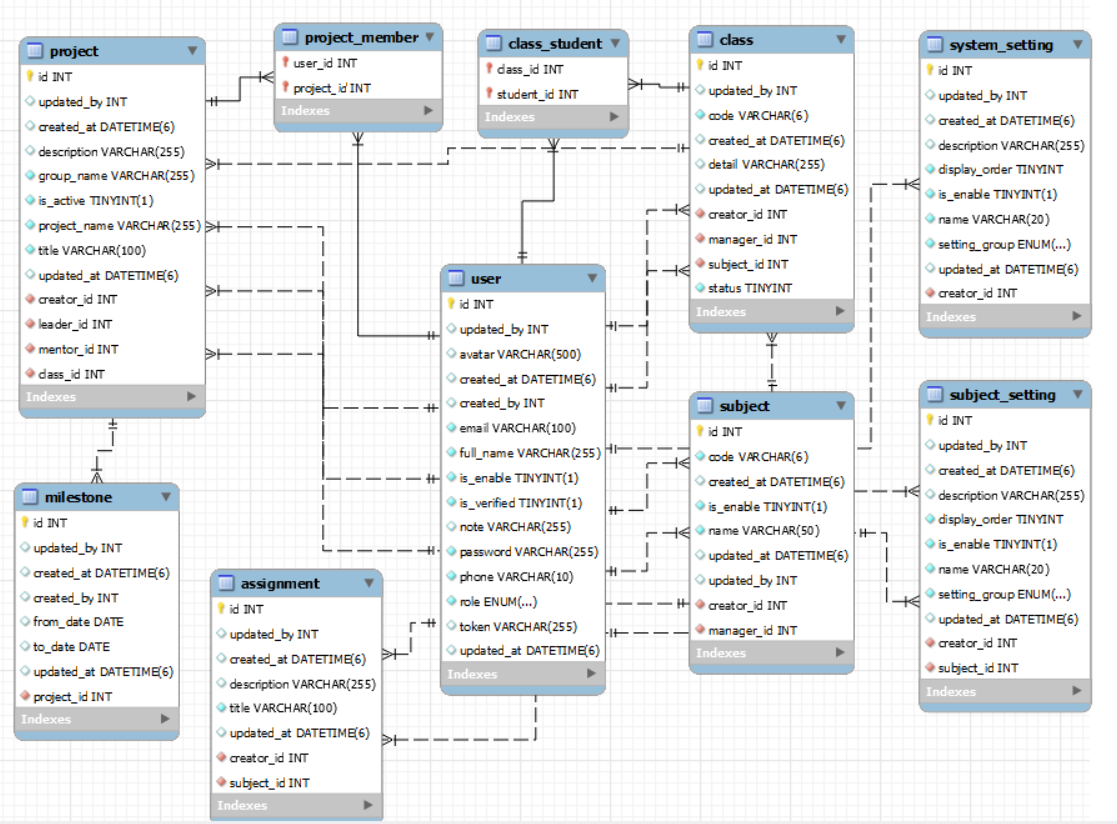 project
id INT
updated_by INT
created_at DATETIME(6)
description VARCHAR(255)
group_name VARCHAR(255)
is_active TINYINT(1)
project_name VARCHAR(255)
title VARCHAR(100)
updated_at DATETIME(6)
creator_id INT
leader_id INT
mentor_id INT
class_id INT
Indexes
project_member
user_id INT
project_id INT
Indexes
class_student
class_id INT
student_id INT
Indexes
class
id INT
updated_by INT
code VARCHAR(6)
created_at DATETIME(6)
detail VARCHAR(255)
updated_at DATETIME(6)
creator_id INT
manager_id INT
subject_id INT
status TINYINT
Indexes
system_setting
id INT
updated_by INT
created_at DATETIME(6)
description VARCHAR(255)
display_order TINYINT
is_enable TINYINT(1)
name VARCHAR(20)
setting_group ENUM(...)
updated_at DATETIME(6)
creator_id INT
Indexes
user
id INT
updated_by INT
avatar VARCHAR(500)
created_at DATETIME(6)
created_by INT
email VARCHAR(100)
full_name VARCHAR(255)
is_enable TINYINT(1)
is_verified TINYINT(1)
note VARCHAR(255)
password VARCHAR(255)
phone VARCHAR(10)
role ENUM(...)
token VARCHAR(255)
updated_at DATETIME(6)
Indexes
subject
id INT
code VARCHAR(6)
created_at DATETIME(6)
is_enable TINYINT(1)
name VARCHAR(50)
updated_at DATETIME(6)
updated_by INT
creator_id INT
manager_id INT
Indexes
subject_setting
id INT
updated_by INT
created_at DATETIME(6)
description VARCHAR(255)
display_order TINYINT
is_enable TINYINT(1)
name VARCHAR(20)
setting_group ENUM(...)
updated_at DATETIME(6)
creator_id INT
subject_id INT
Indexes
milestone
id INT
updated_by INT
created_at DATETIME(6)
created_by INT
from_date DATE
to_date DATE
updated_at DATETIME(6)
project_id INT
Indexes
assignment
id INT
updated_by INT
created_at DATETIME(6)
description VARCHAR(255)
title VARCHAR(100)
updated_at DATETIME(6)
creator_id INT
subject_id INT
Indexes